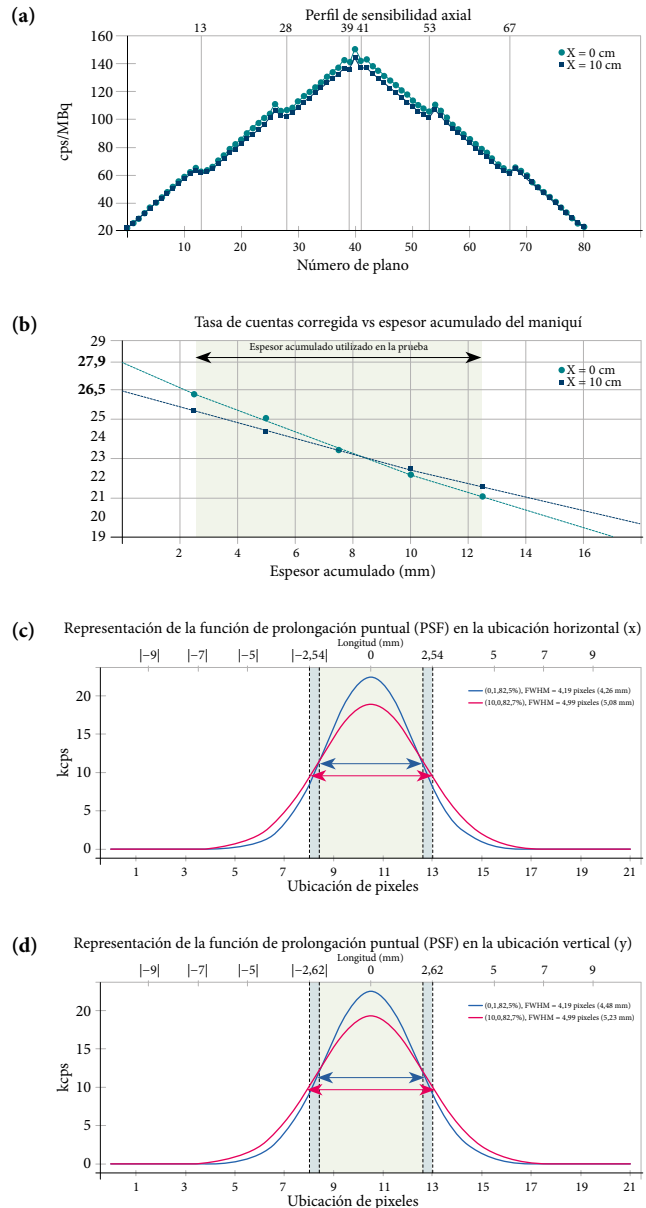 (a)
Perfil de sensibilidad axial
13 28 39 41 53 67
160
140
120
100
80
60
40
20
cps/MBq
X = 0 cm
X = 10 cm
10 20 30 40 50 60 70 80
Número de plano
(b)
Tasa de cuentas corregida vs espesor acumulado del maniquí
Espesor acumulado utilizado en la prueba
29
27,9
26,5
25
24
23
22
21
20
19
X = 0 cm
X = 10 cm
2 4 6 8 10 12 14 16
Espesor acumulado (mm)
(c)
Representación de la función de prolongación puntual (PSF) en la ubicación horizontal (x)
Longitud (mm)
|−9| |−7| |−5| |−2,54| 0 2,54 5 7 9
20
15
10
5
0
kcps
(0,1,82,5%), FWHM = 4,19 pixeles (4,26 mm)
(10,0,82,7%), FWHM = 4,99 pixeles (5,08 mm)
1 3 5 7 9 11 13 15 17 19 21
Ubicación de pixeles
(d)
Representación de la función de prolongación puntual (PSF) en la ubicación vertical (y)
Longitud (mm)
|−9| |−7| |−5| |−2,62| 0 2,62 5 7 9
20
15
10
5
0
kcps
(0,1,82,5%), FWHM = 4,19 pixeles (4,48 mm)
(10,0,82,7%), FWHM = 4,99 pixeles (5,23 mm)
1 3 5 7 9 11 13 15 17 19 21
Ubicación de pixeles